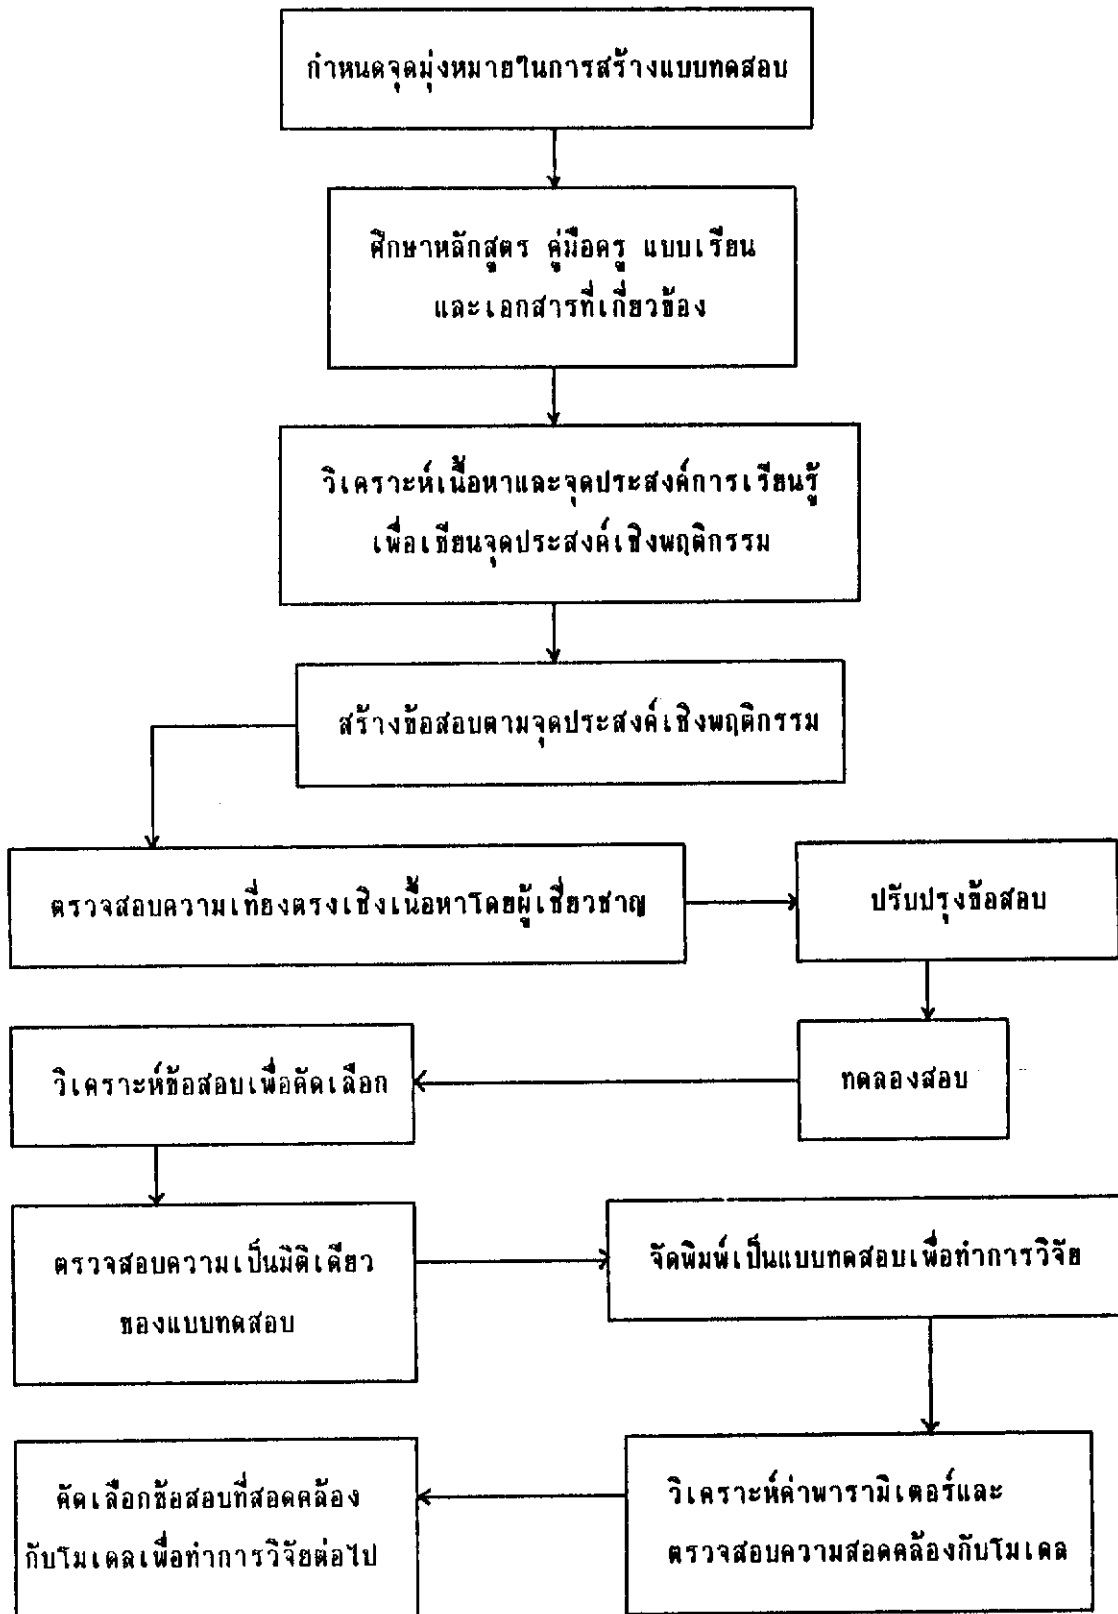 กำหนดจุดมุ่งหมายในการสร้างแบบทดสอบ
ศึกษาหลักสูตร คู่มือครู แบบเรียน
และเอกสารที่เกี่ยวข้อง
วิเคราะห์เนื้อหาและจุดประสงค์การเรียนรู้
เพื่อเขียนจุดประสงค์เชิงพฤติกรรม
สร้างข้อสอบตามจุดประสงค์เชิงพฤติกรรม
ตรวจสอบความเที่ยงตรงเชิงเนื้อหาโดยผู้เชี่ยวชาญ
ปรับปรุงข้อสอบ
ทดลองสอบ
วิเคราะห์ข้อสอบเพื่อคัดเลือก
ตรวจสอบความเป็นมิติเดียว
ของแบบทดสอบ
จัดพิมพ์เป็นแบบทดสอบเพื่อทำการวิจัย
วิเคราะห์ค่าพารามิเตอร์และ
ตรวจสอบความสอดคล้องกับโมเดล
คัดเลือกข้อสอบที่สอดคล้อง
กับโมเดลเพื่อทำการวิจัยต่อไป